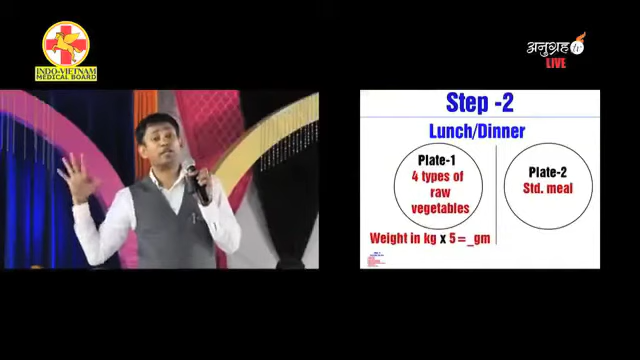 INDO-VIETNAM
MEDICAL BOARD
अनुग्रह tv
LIVE
Step -2
Lunch/Dinner
Plate-1
4 types of
raw
vegetables
Plate-2
Std. meal
Weight in kg x 5 = _gm